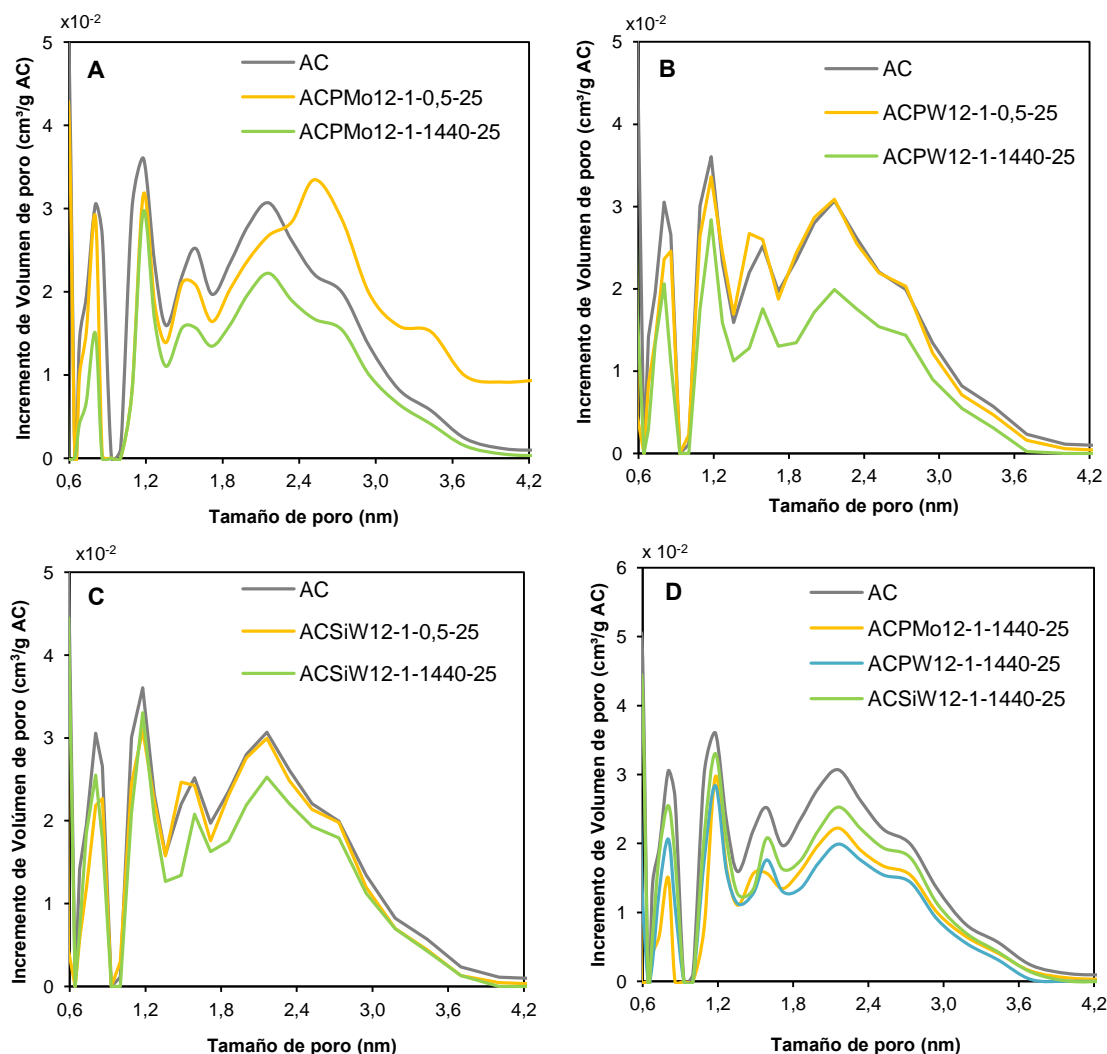 x10-2
A
AC
ACPMo12-1-0,5-25
ACPMo12-1-1440-25
Incremento de Volumen de poro (cm³/g AC)
5
4
3
2
1
0
0,6 1,2 1,8 2,4 3,0 3,6 4,2
Tamaño de poro (nm)
x10-2
B
AC
ACPW12-1-0,5-25
ACPW12-1-1440-25
Incremento de Volumen de poro (cm³/g AC)
5
4
3
2
1
0
0,6 1,2 1,8 2,4 3,0 3,6 4,2
Tamaño de poro (nm)
x10-2
C
AC
ACSiW12-1-0,5-25
ACSiW12-1-1440-25
Incremento de Volúmen de poro (cm³/g AC)
5
4
3
2
1
0
0,6 1,2 1,8 2,4 3,0 3,6 4,2
Tamaño de poro (nm)
x 10-2
D
AC
ACPMo12-1-1440-25
ACPW12-1-1440-25
ACSiW12-1-1440-25
Incremento de Volumen de poro (cm³/g AC)
6
5
4
3
2
1
0
0,6 1,2 1,8 2,4 3,0 3,6 4,2
Tamaño de poro (nm)